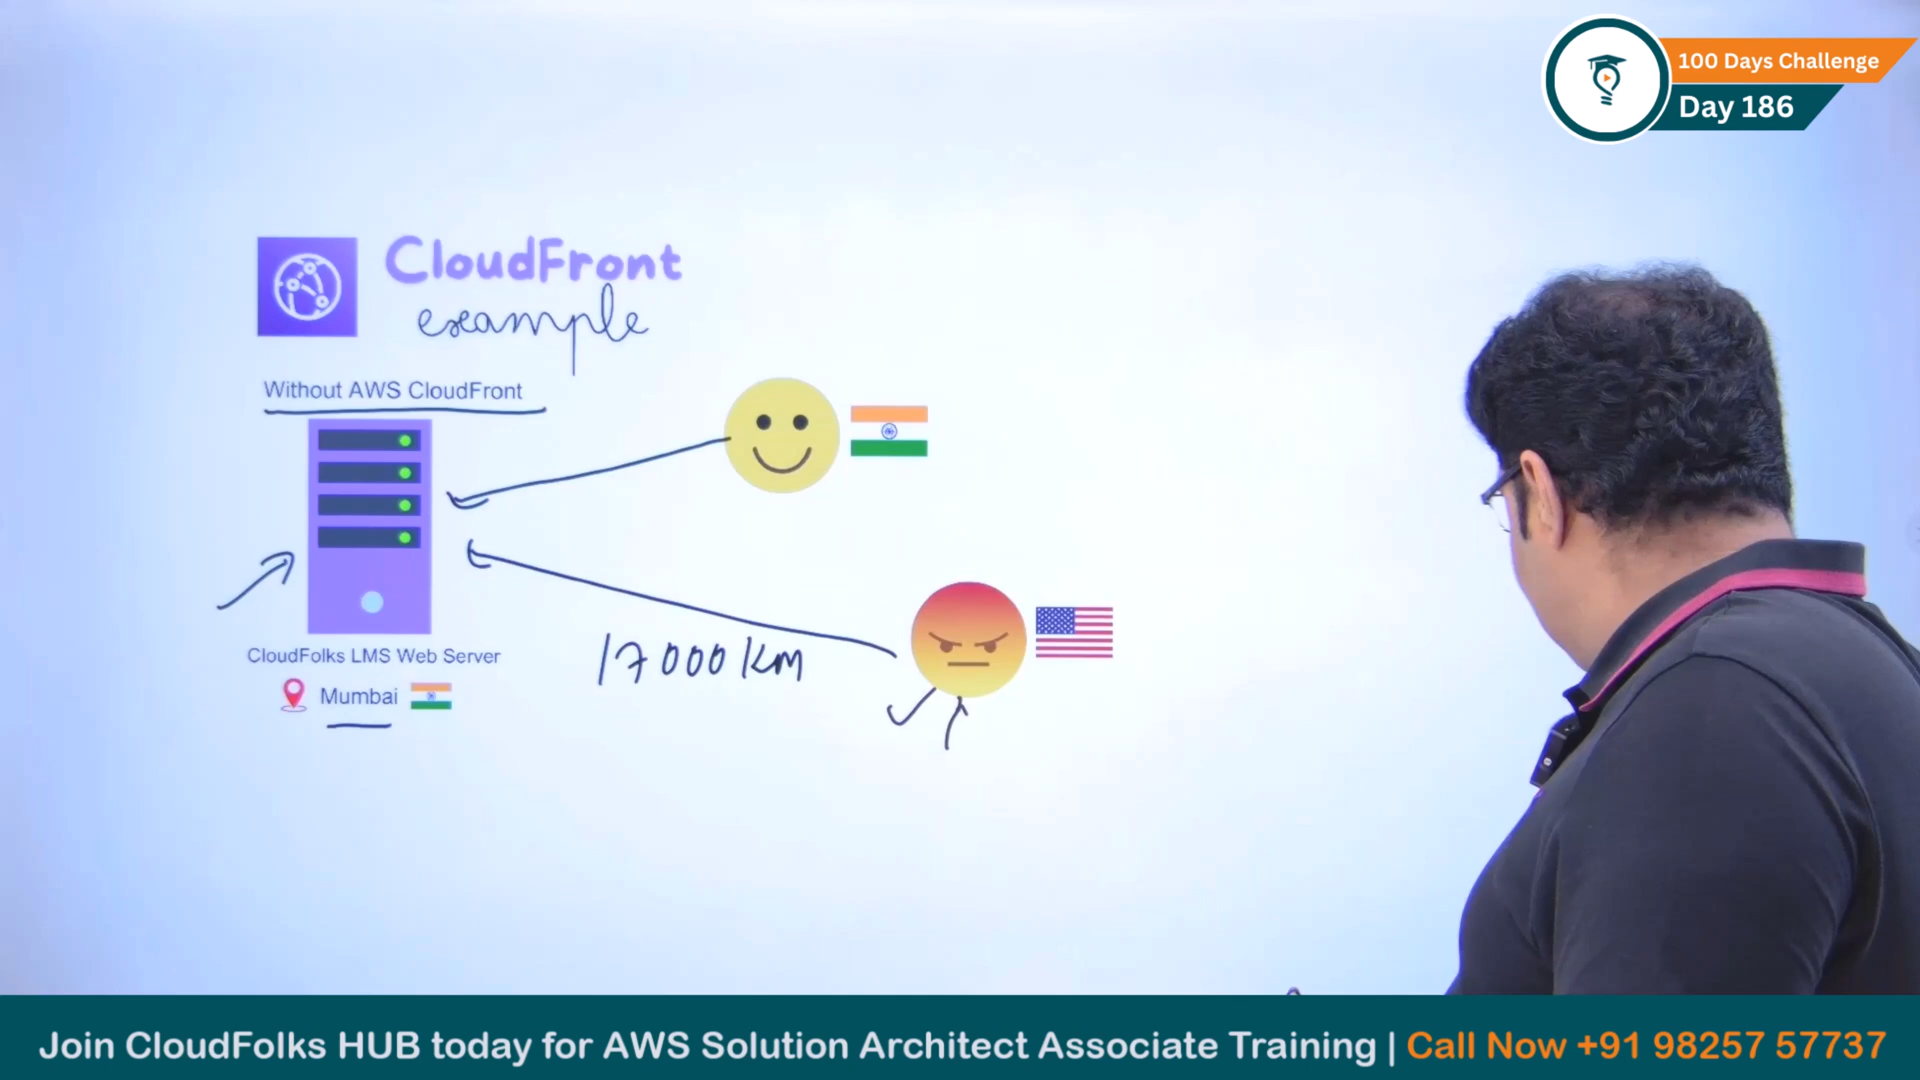 100 Days Challenge
Day 186
CloudFront
example
Without AWS CloudFront
17000 Km
CloudFolks LMS Web Server
Mumbai
Join CloudFolks HUB today for AWS Solution Architect Associate Training | Call Now +91 98257 57737